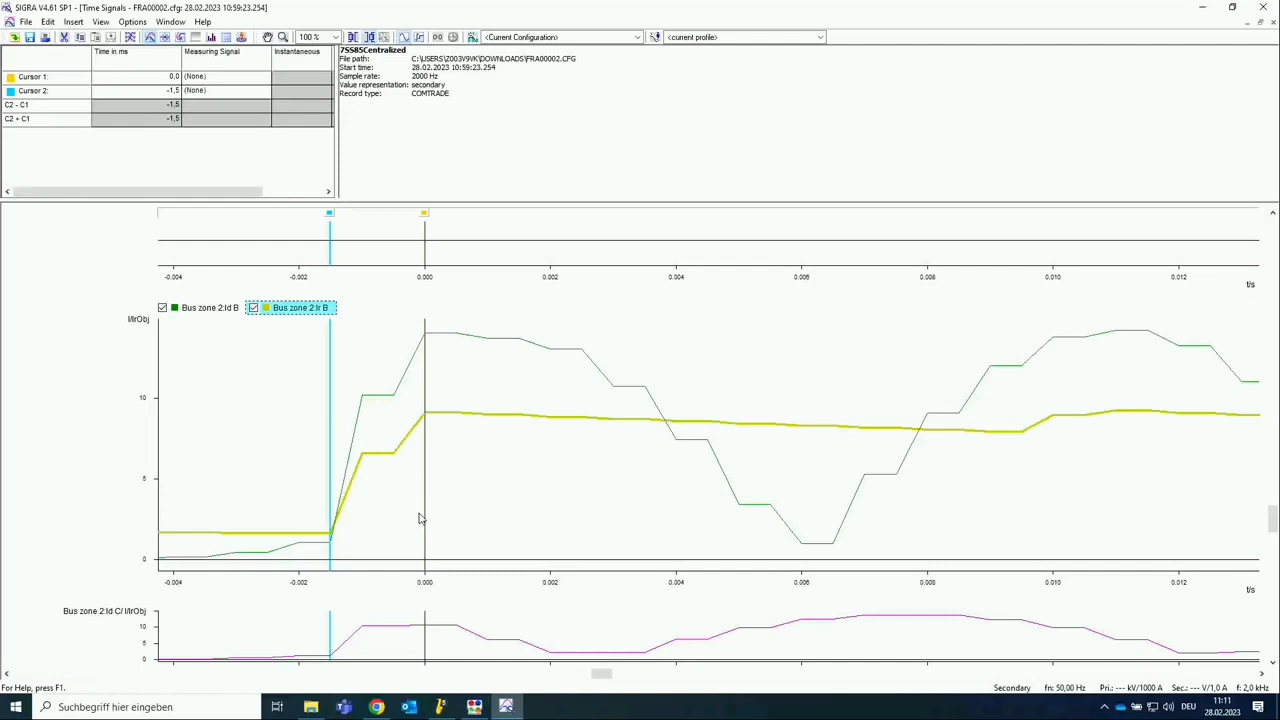 SIGRA V4.61 SP1 - [Time Signals - FRA00002.cfg: 28.02.2023 10:59:23.254]
File Edit Insert View Options Window Help
100 % <Current Configuration> <current profile>
Time in ms Measuring Signal Instantaneous
Cursor 1: 0,0 (None)
Cursor 2: -1,5 (None)
C2 - C1 -1,5
C2 + C1 -1,5
7SS85Centralized
File path: C:\USERS\Z003V9VK\DOWNLOADS\FRA00002.CFG
Start time: 28.02.2023 10:59:23.254
Sample rate: 2000 Hz
Value representation: secondary
Record type: COMTRADE
-0.004 -0.002 0.000 0.002 0.004 0.006 0.008 0.010 0.012
t/s
Bus zone 2:Id B Bus zone 2:Ir B
I/IrObj
10
5
0
-0.004 -0.002 0.000 0.002 0.004 0.006 0.008 0.010 0.012
t/s
Bus zone 2:Id C/ I/IrObj
10
5
0
For Help, press F1. Secondary fn: 50,00 Hz Pri.: --- kV/1000 A Sec.: --- V/1,0 A 2,0 kHz
Suchbegriff hier eingeben DEU 11:11
28.02.2023